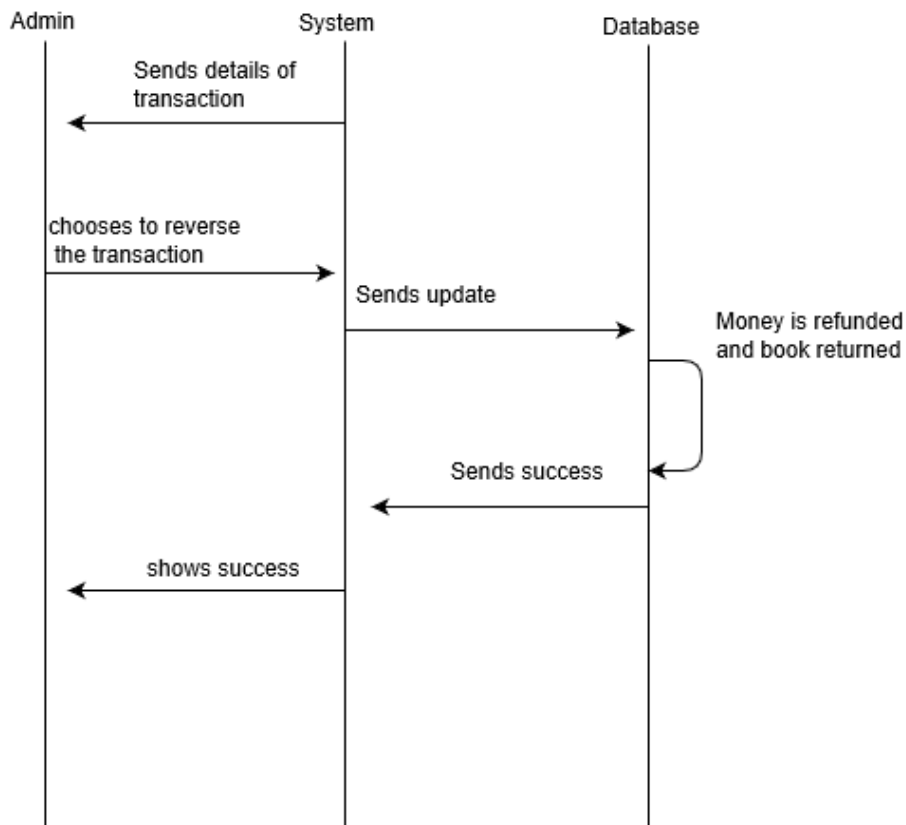 Admin
System
Database
Sends details of
transaction
chooses to reverse
the transaction
Sends update
Money is refunded
and book returned
Sends success
shows success